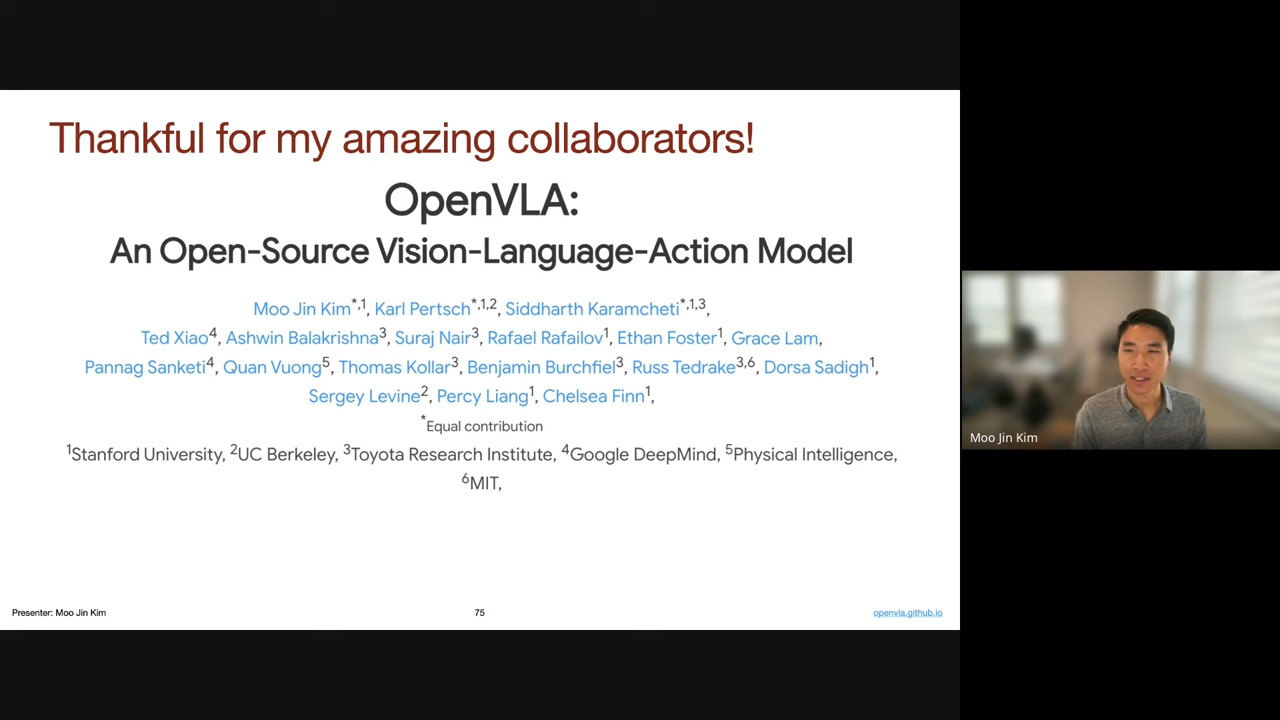 Thankful for my amazing collaborators!
OpenVLA:
An Open-Source Vision-Language-Action Model
Moo Jin Kim*,1, Karl Pertsch*,1,2, Siddharth Karamcheti*,1,3,
Ted Xiao4, Ashwin Balakrishna3, Suraj Nair3, Rafael Rafailov1, Ethan Foster1, Grace Lam,
Pannag Sanketi4, Quan Vuong5, Thomas Kollar3, Benjamin Burchfiel3, Russ Tedrake3,6, Dorsa Sadigh1,
Sergey Levine2, Percy Liang1, Chelsea Finn1,
*Equal contribution
1Stanford University, 2UC Berkeley, 3Toyota Research Institute, 4Google DeepMind, 5Physical Intelligence,
6MIT,
Presenter: Moo Jin Kim
75
openvla.github.io
Moo Jin Kim